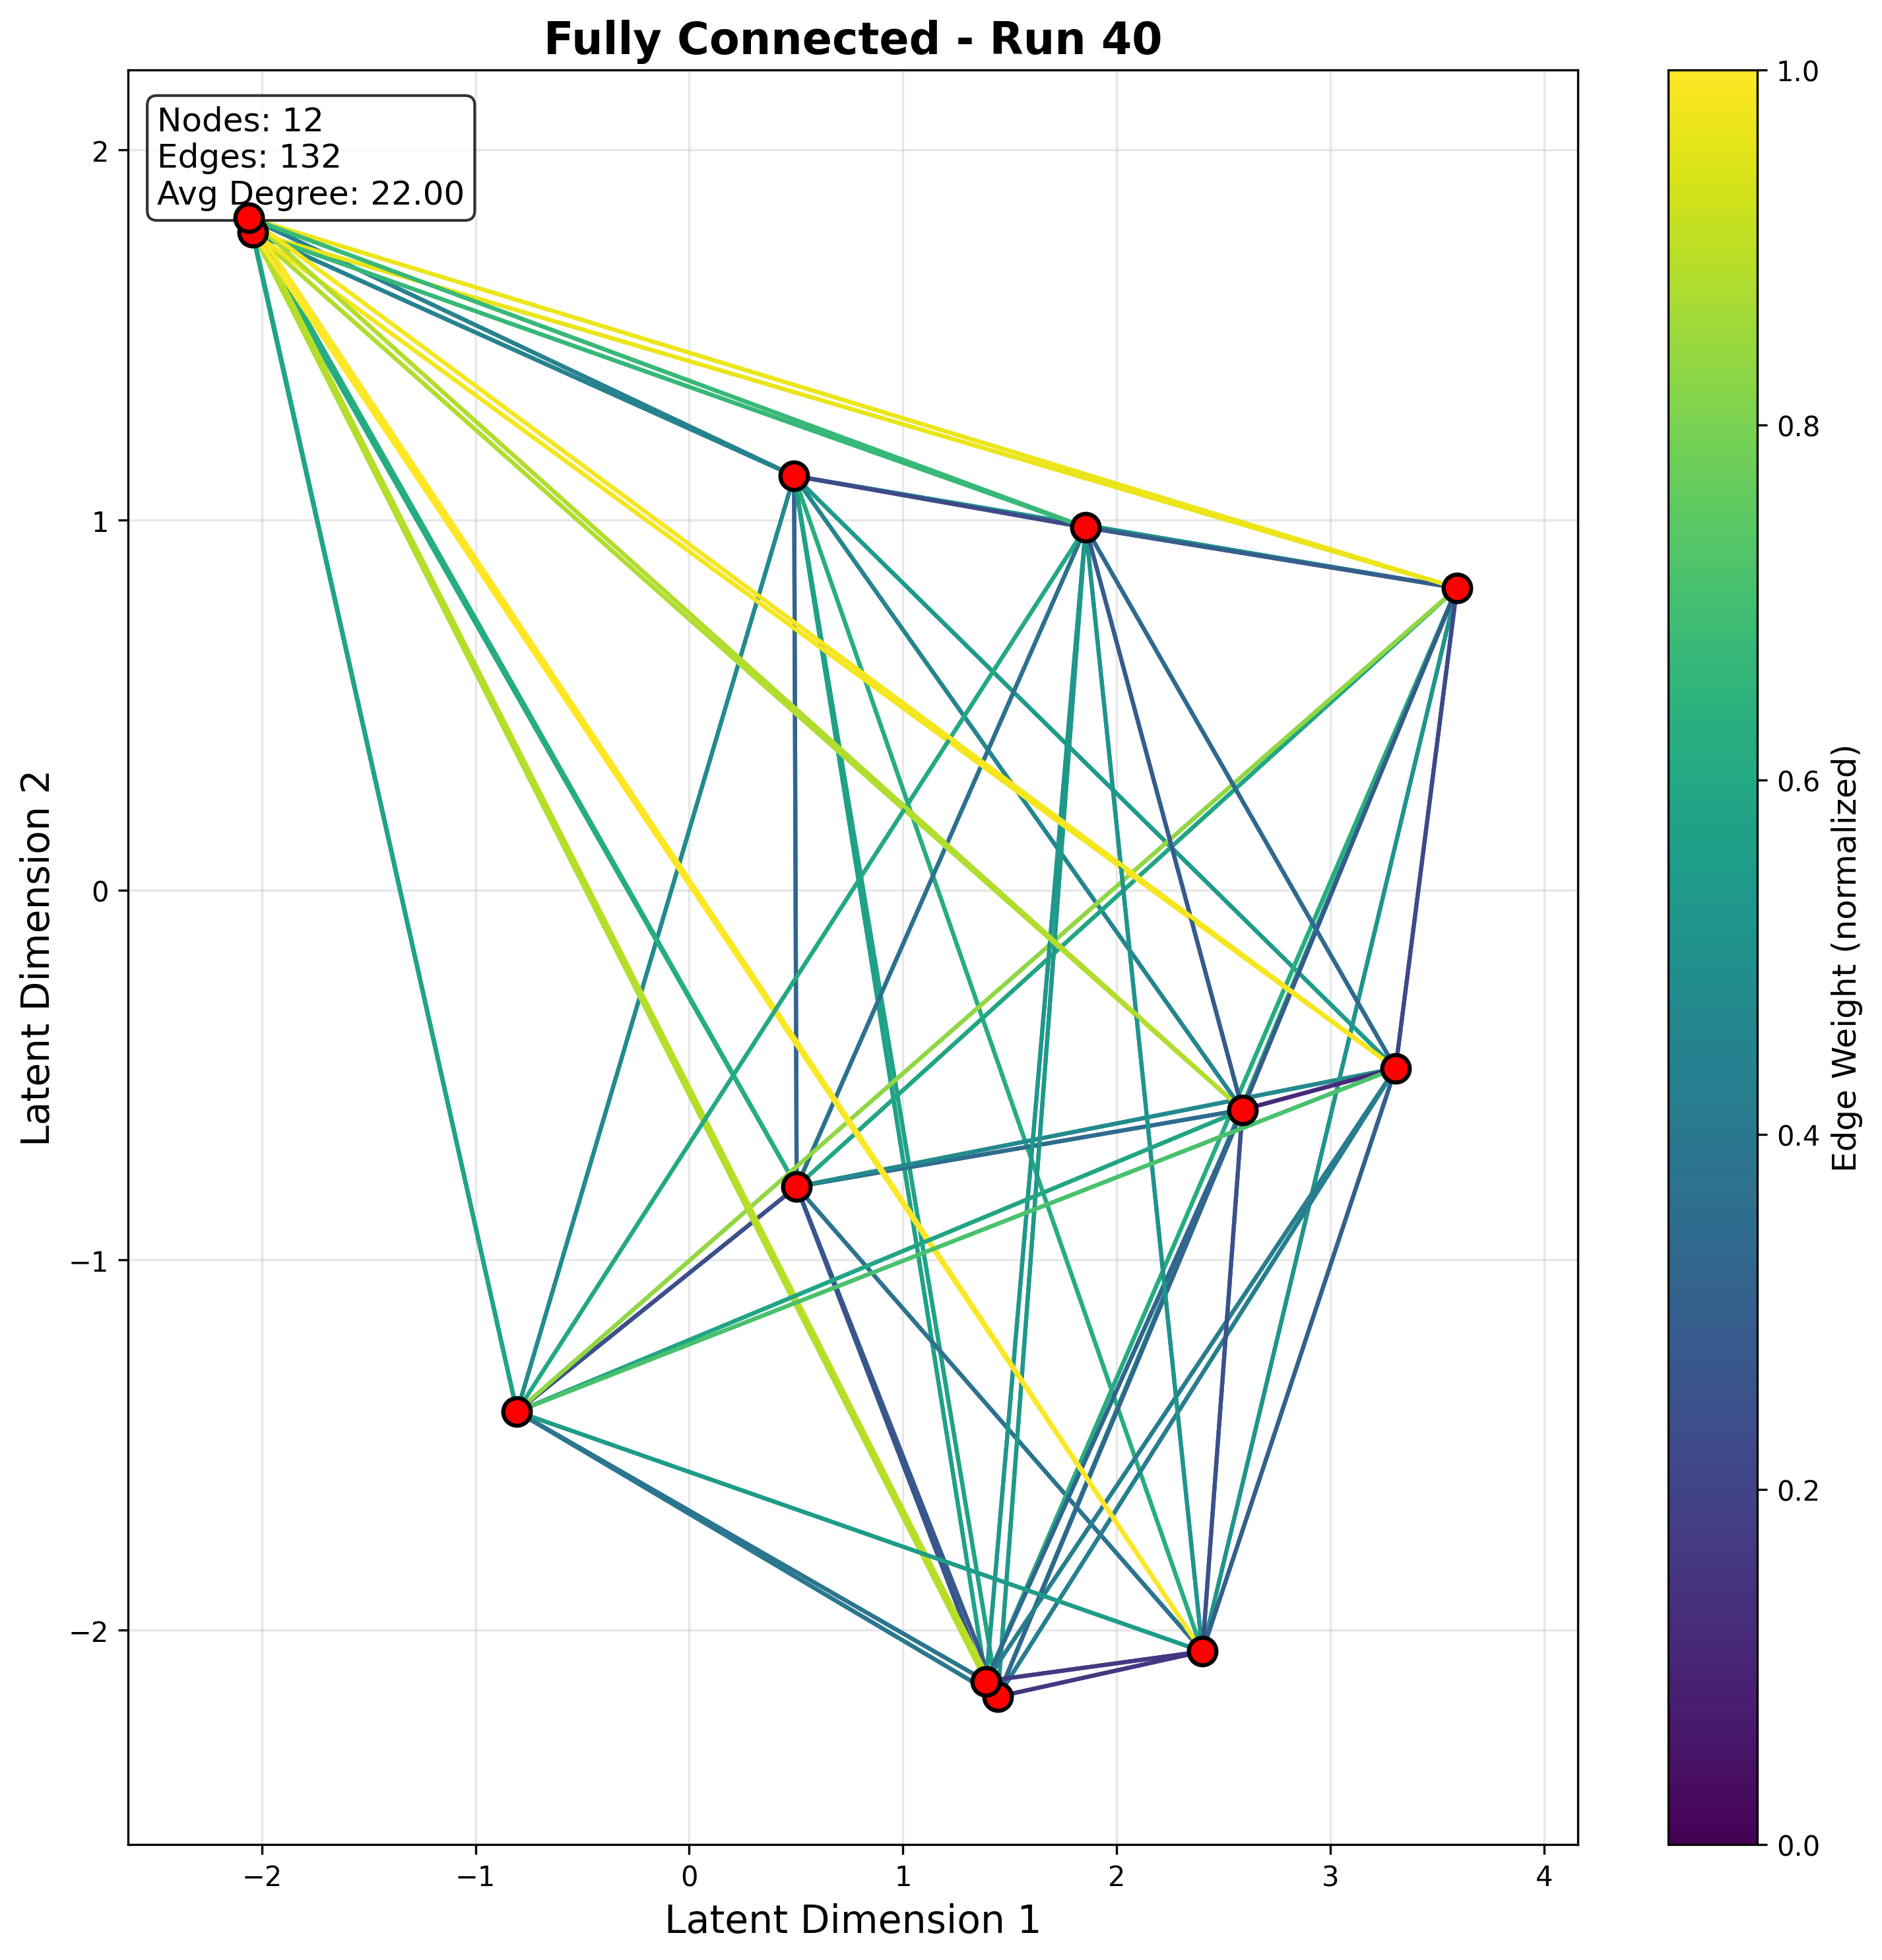 Fully Connected - Run 40
Nodes: 12
Edges: 132
Avg Degree: 22.00
2
1
0
−1
−2
Latent Dimension 2
−2
−1
0
1
2
3
4
Latent Dimension 1
1.0
0.8
0.6
0.4
0.2
0.0
Edge Weight (normalized)